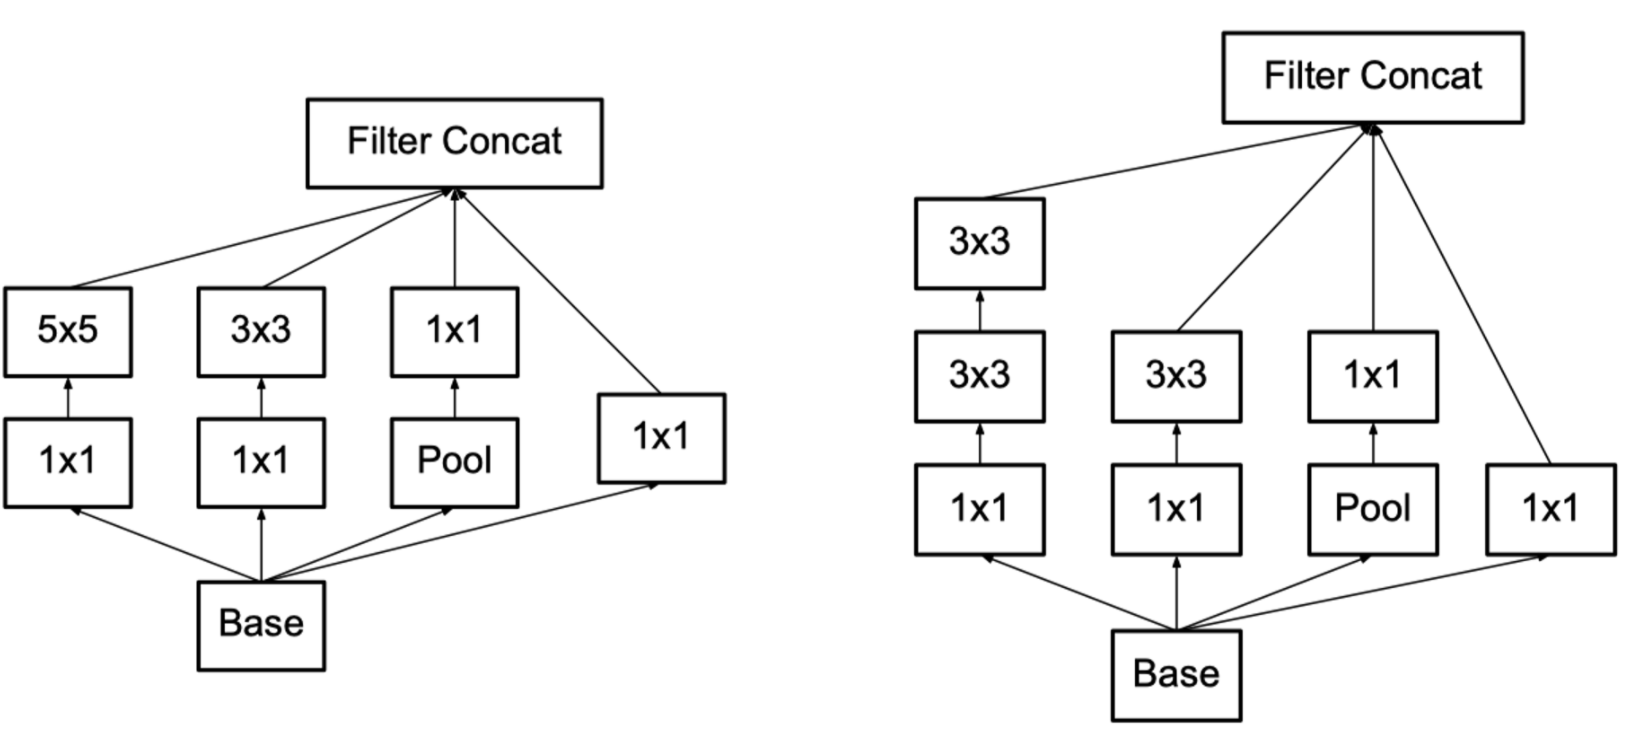 Filter Concat
5x5
3x3
1x1
1x1
1x1
Pool
1x1
Base
Filter Concat
3x3
3x3
3x3
1x1
1x1
1x1
Pool
1x1
Base